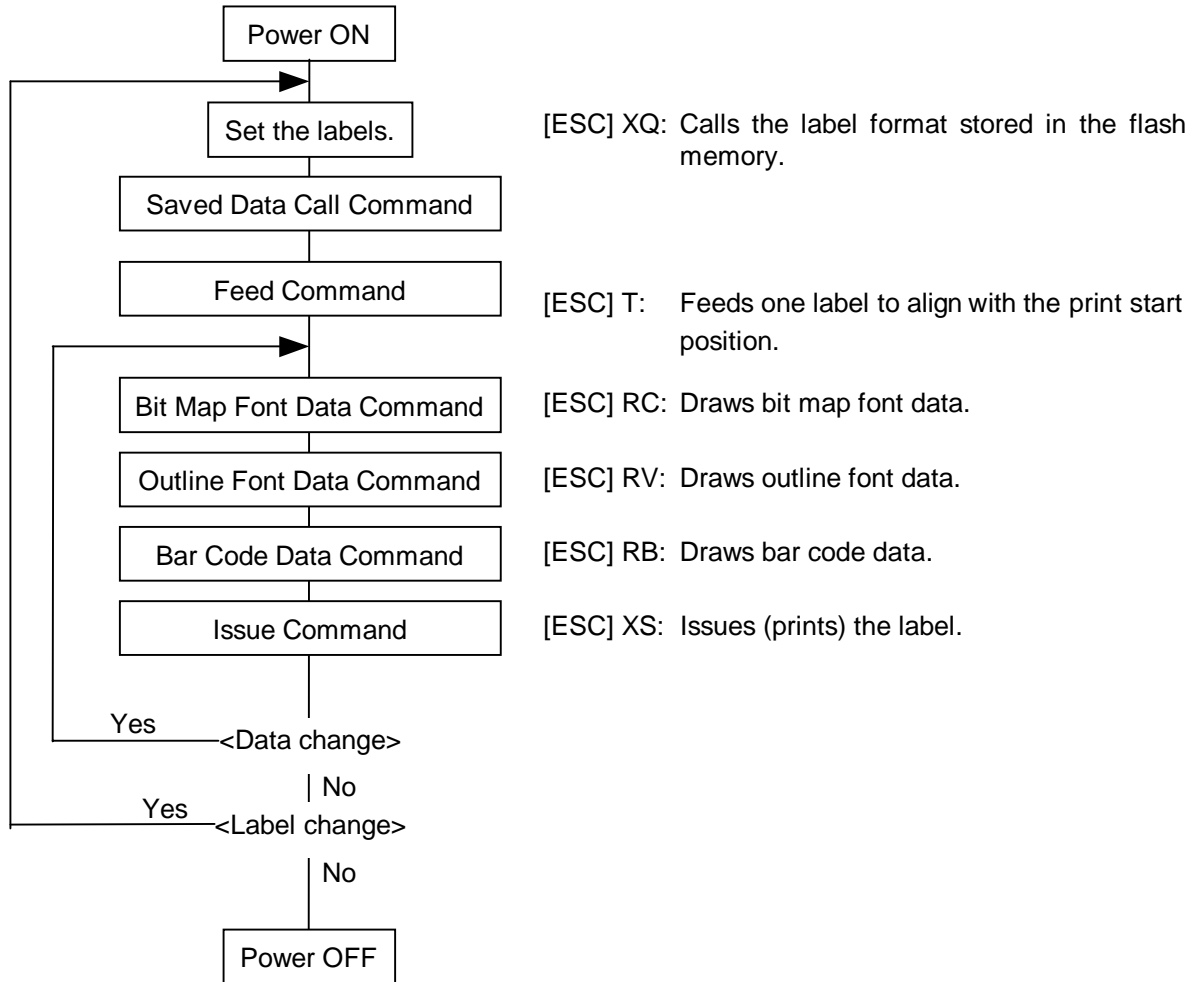 Power ON
Set the labels.
[ESC] XQ: Calls the label format stored in the flash
memory.
Saved Data Call Command
Feed Command
[ESC] T: Feeds one label to align with the print start
position.
Bit Map Font Data Command
[ESC] RC: Draws bit map font data.
Outline Font Data Command
[ESC] RV: Draws outline font data.
Bar Code Data Command
[ESC] RB: Draws bar code data.
Issue Command
[ESC] XS: Issues (prints) the label.
Yes
<Data change>
No
Yes
<Label change>
No
Power OFF